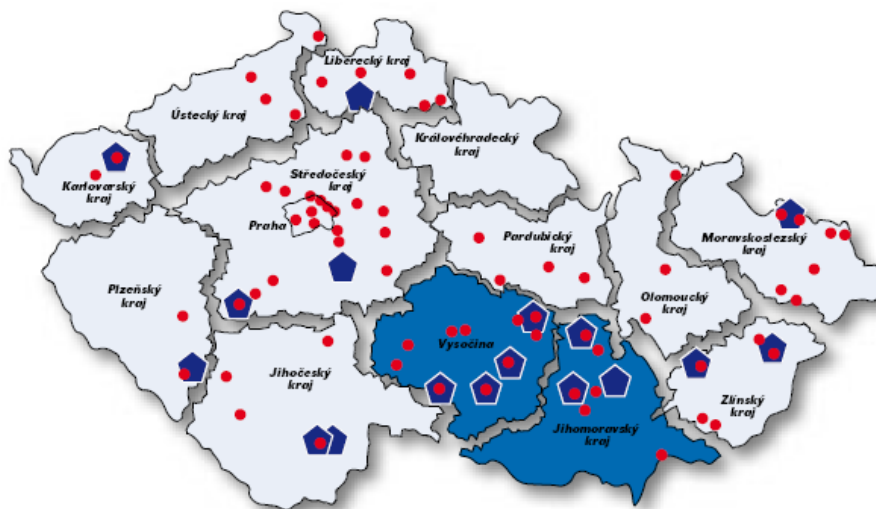 Liberecký kraj
Ústecký kraj
Královéhradecký
kraj
Karlovarský
kraj
Středočeský
kraj
Praha
Pardubický
kraj
Moravskoslezský
kraj
Plzeňský
kraj
Olomoucký
kraj
Vysočina
Jihočeský
kraj
Zlínský
kraj
Jihomoravský
kraj